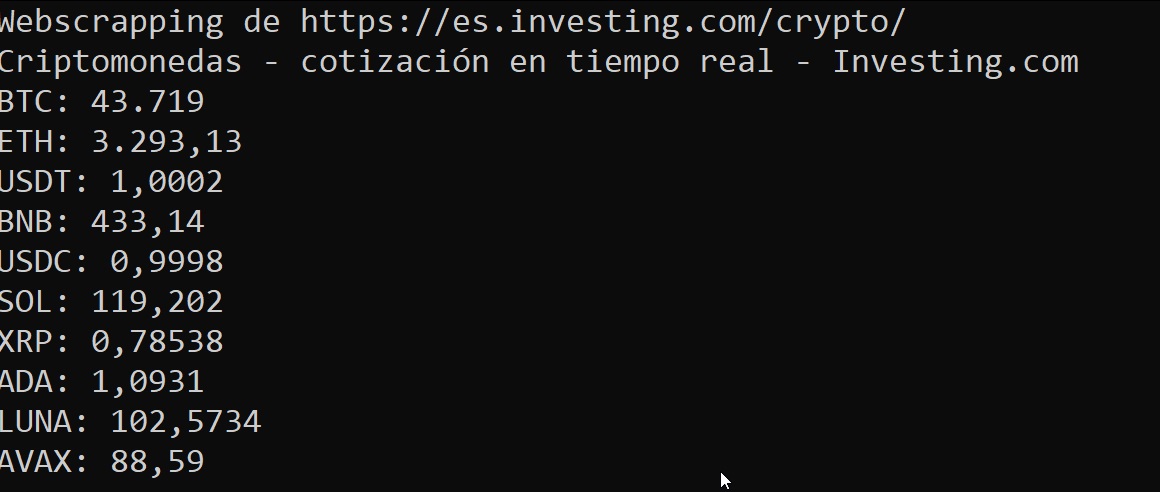 Webscrapping de https://es.investing.com/crypto/
Criptomonedas - cotización en tiempo real - Investing.com
BTC: 43.719
ETH: 3.293,13
USDT: 1,0002
BNB: 433,14
USDC: 0,9998
SOL: 119,202
XRP: 0,78538
ADA: 1,0931
LUNA: 102,5734
AVAX: 88,59